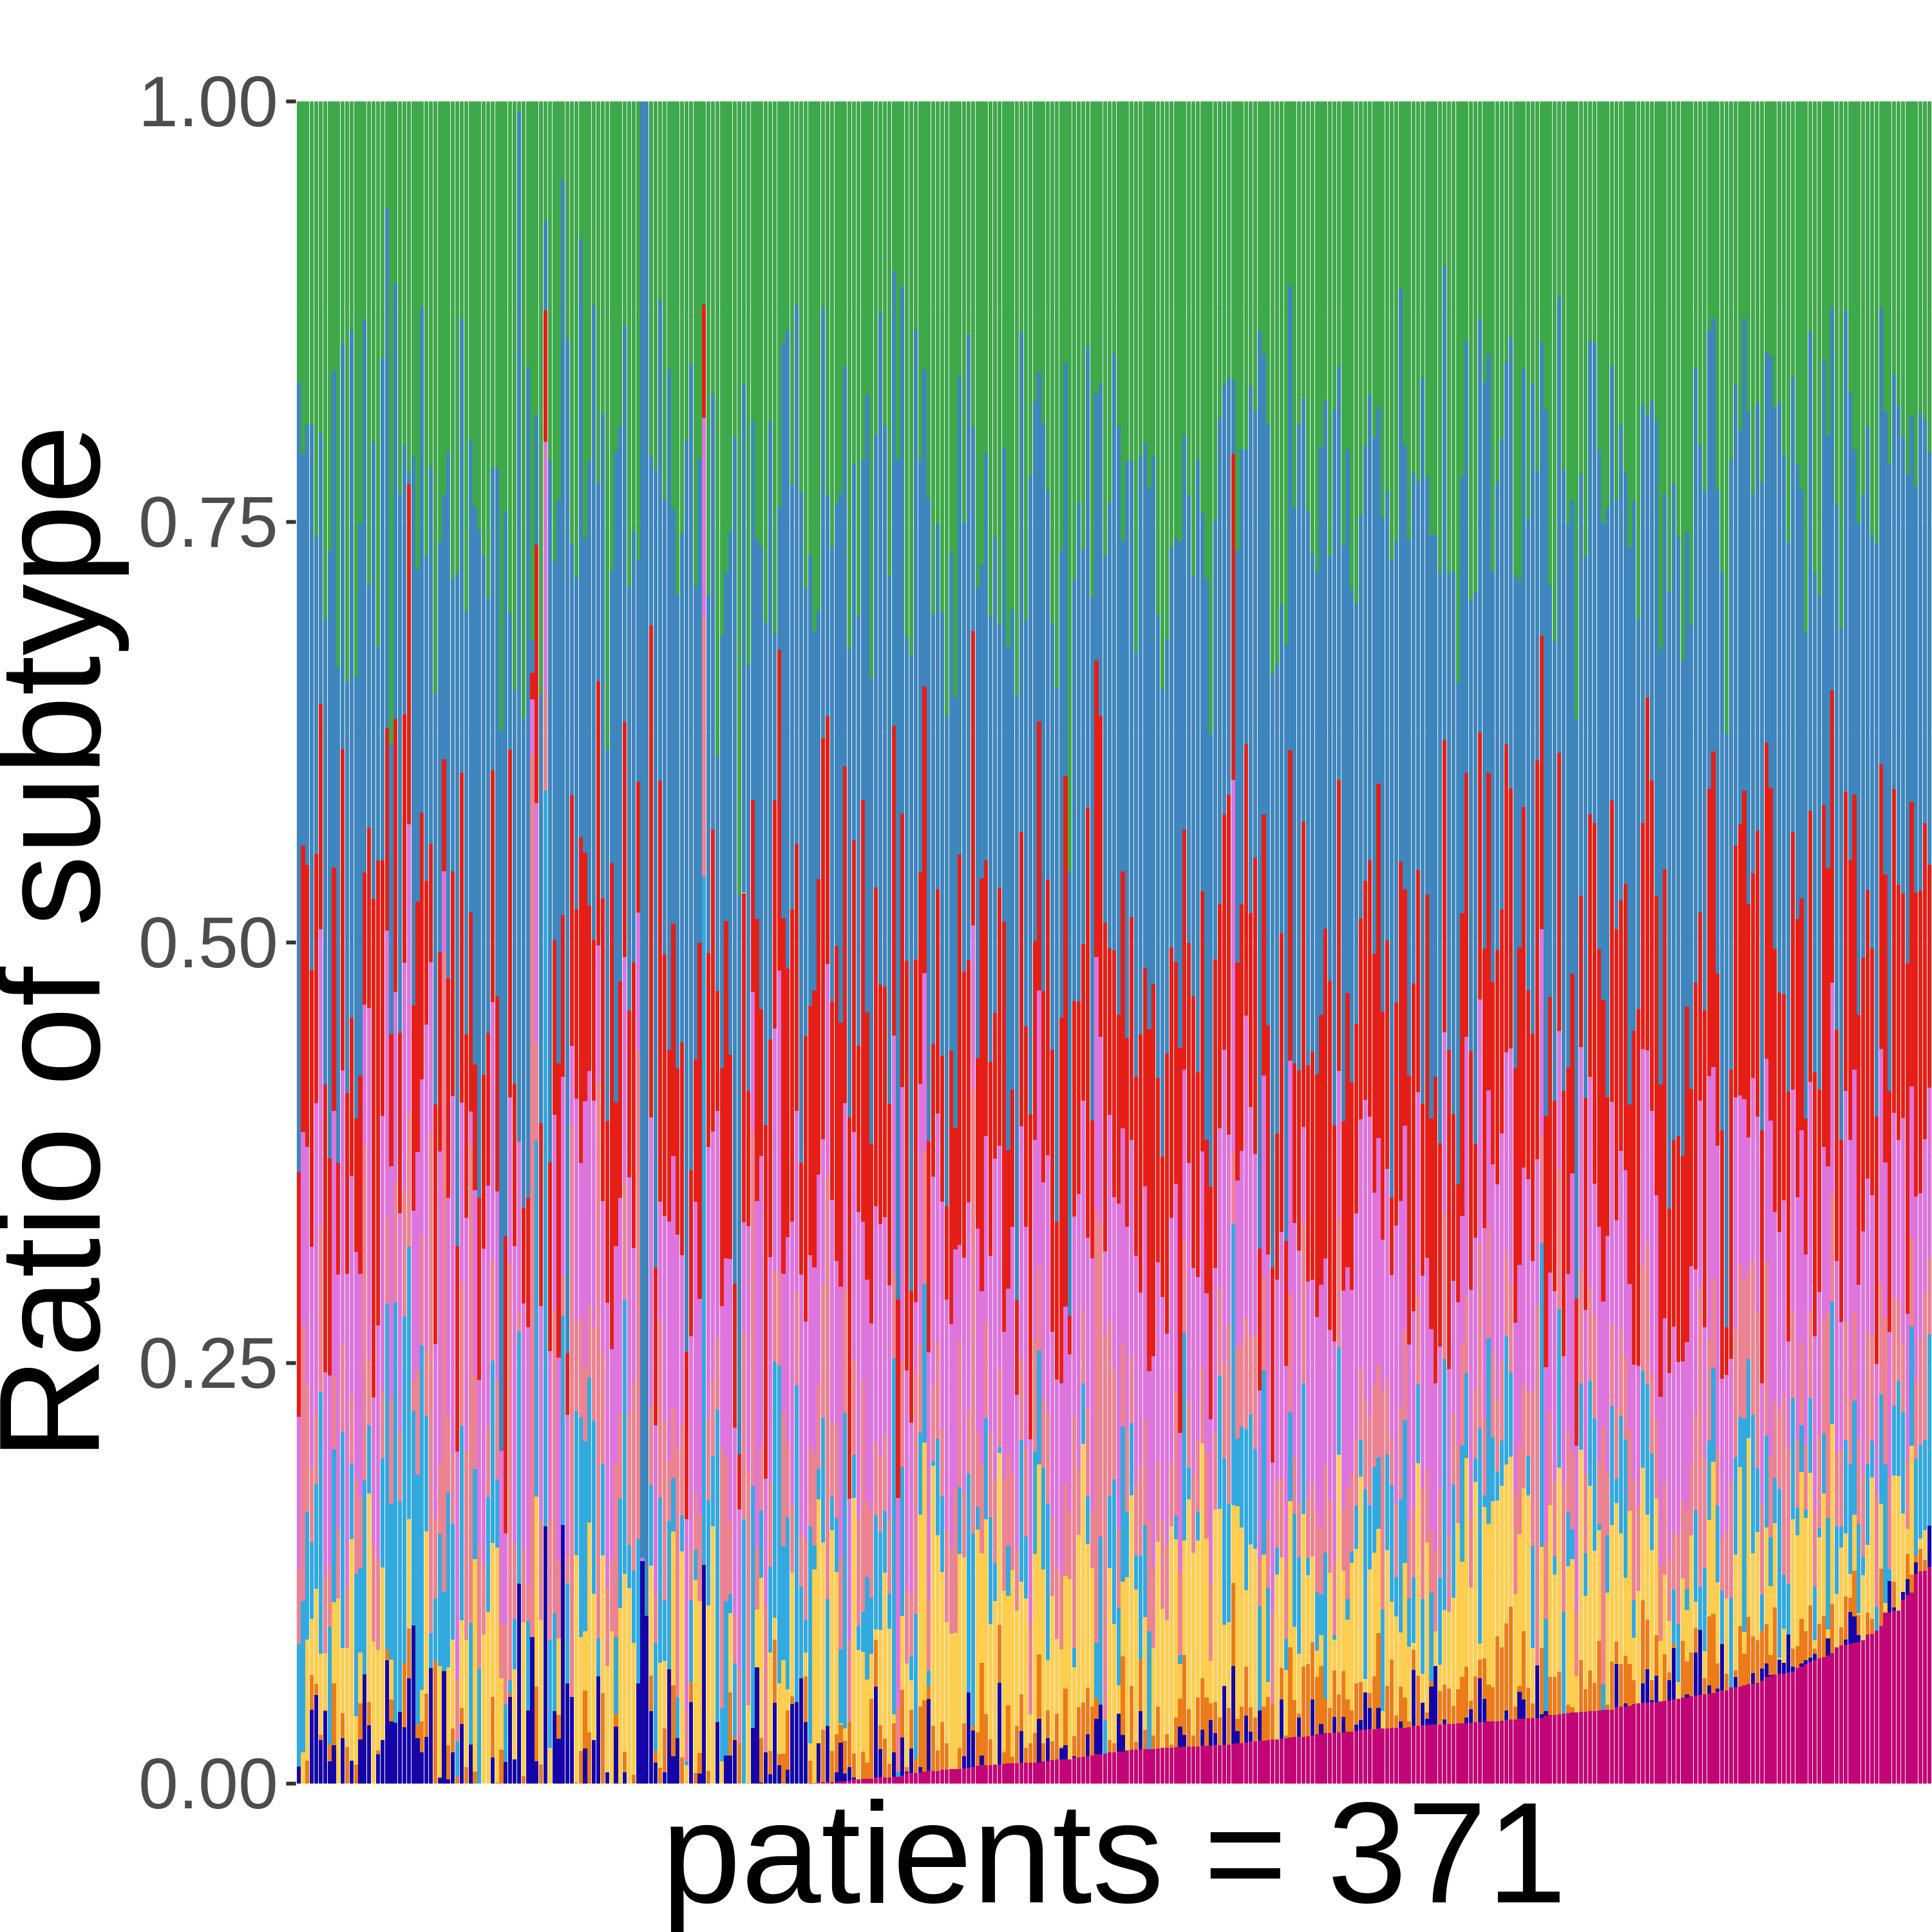 Ratio of subtype
1.00
0.75
0.50
0.25
0.00
patients = 371